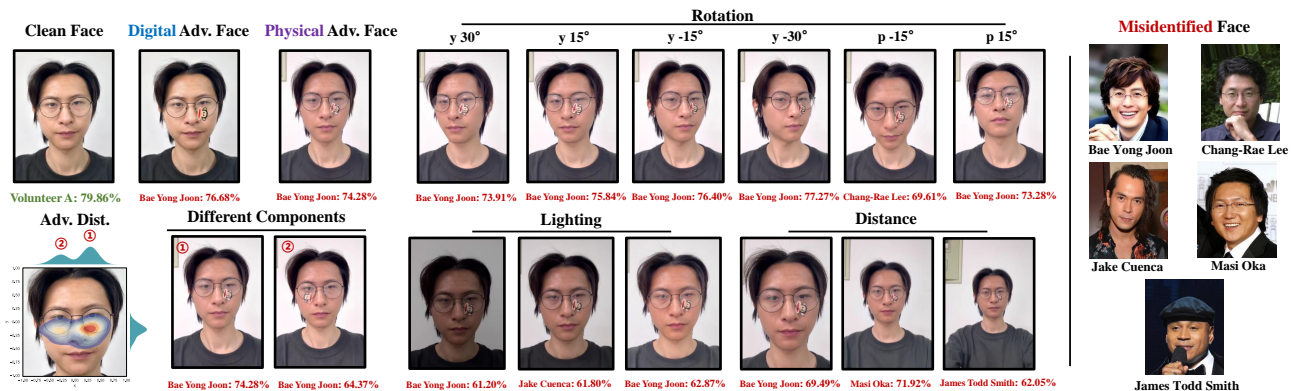 Clean Face
Digital Adv. Face
Physical Adv. Face
Rotation
y 30°
y 15°
y -15°
y -30°
p -15°
p 15°
Misidentified Face
Volunteer A: 79.86%
Bae Yong Joon: 76.68%
Bae Yong Joon: 74.28%
Bae Yong Joon: 73.91%
Bae Yong Joon: 75.84%
Bae Yong Joon: 76.40%
Bae Yong Joon: 77.27%
Chang-Rae Lee: 69.61%
Bae Yong Joon: 73.28%
Bae Yong Joon
Chang-Rae Lee
Adv. Dist.
② ①
Different Components
① ②
Lighting
Distance
Bae Yong Joon: 74.28%
Bae Yong Joon: 64.37%
Bae Yong Joon: 61.20%
Jake Cuenca: 61.80%
Bae Yong Joon: 62.87%
Bae Yong Joon: 69.49%
Masi Oka: 71.92%
James Todd Smith: 62.05%
Jake Cuenca
Masi Oka
James Todd Smith